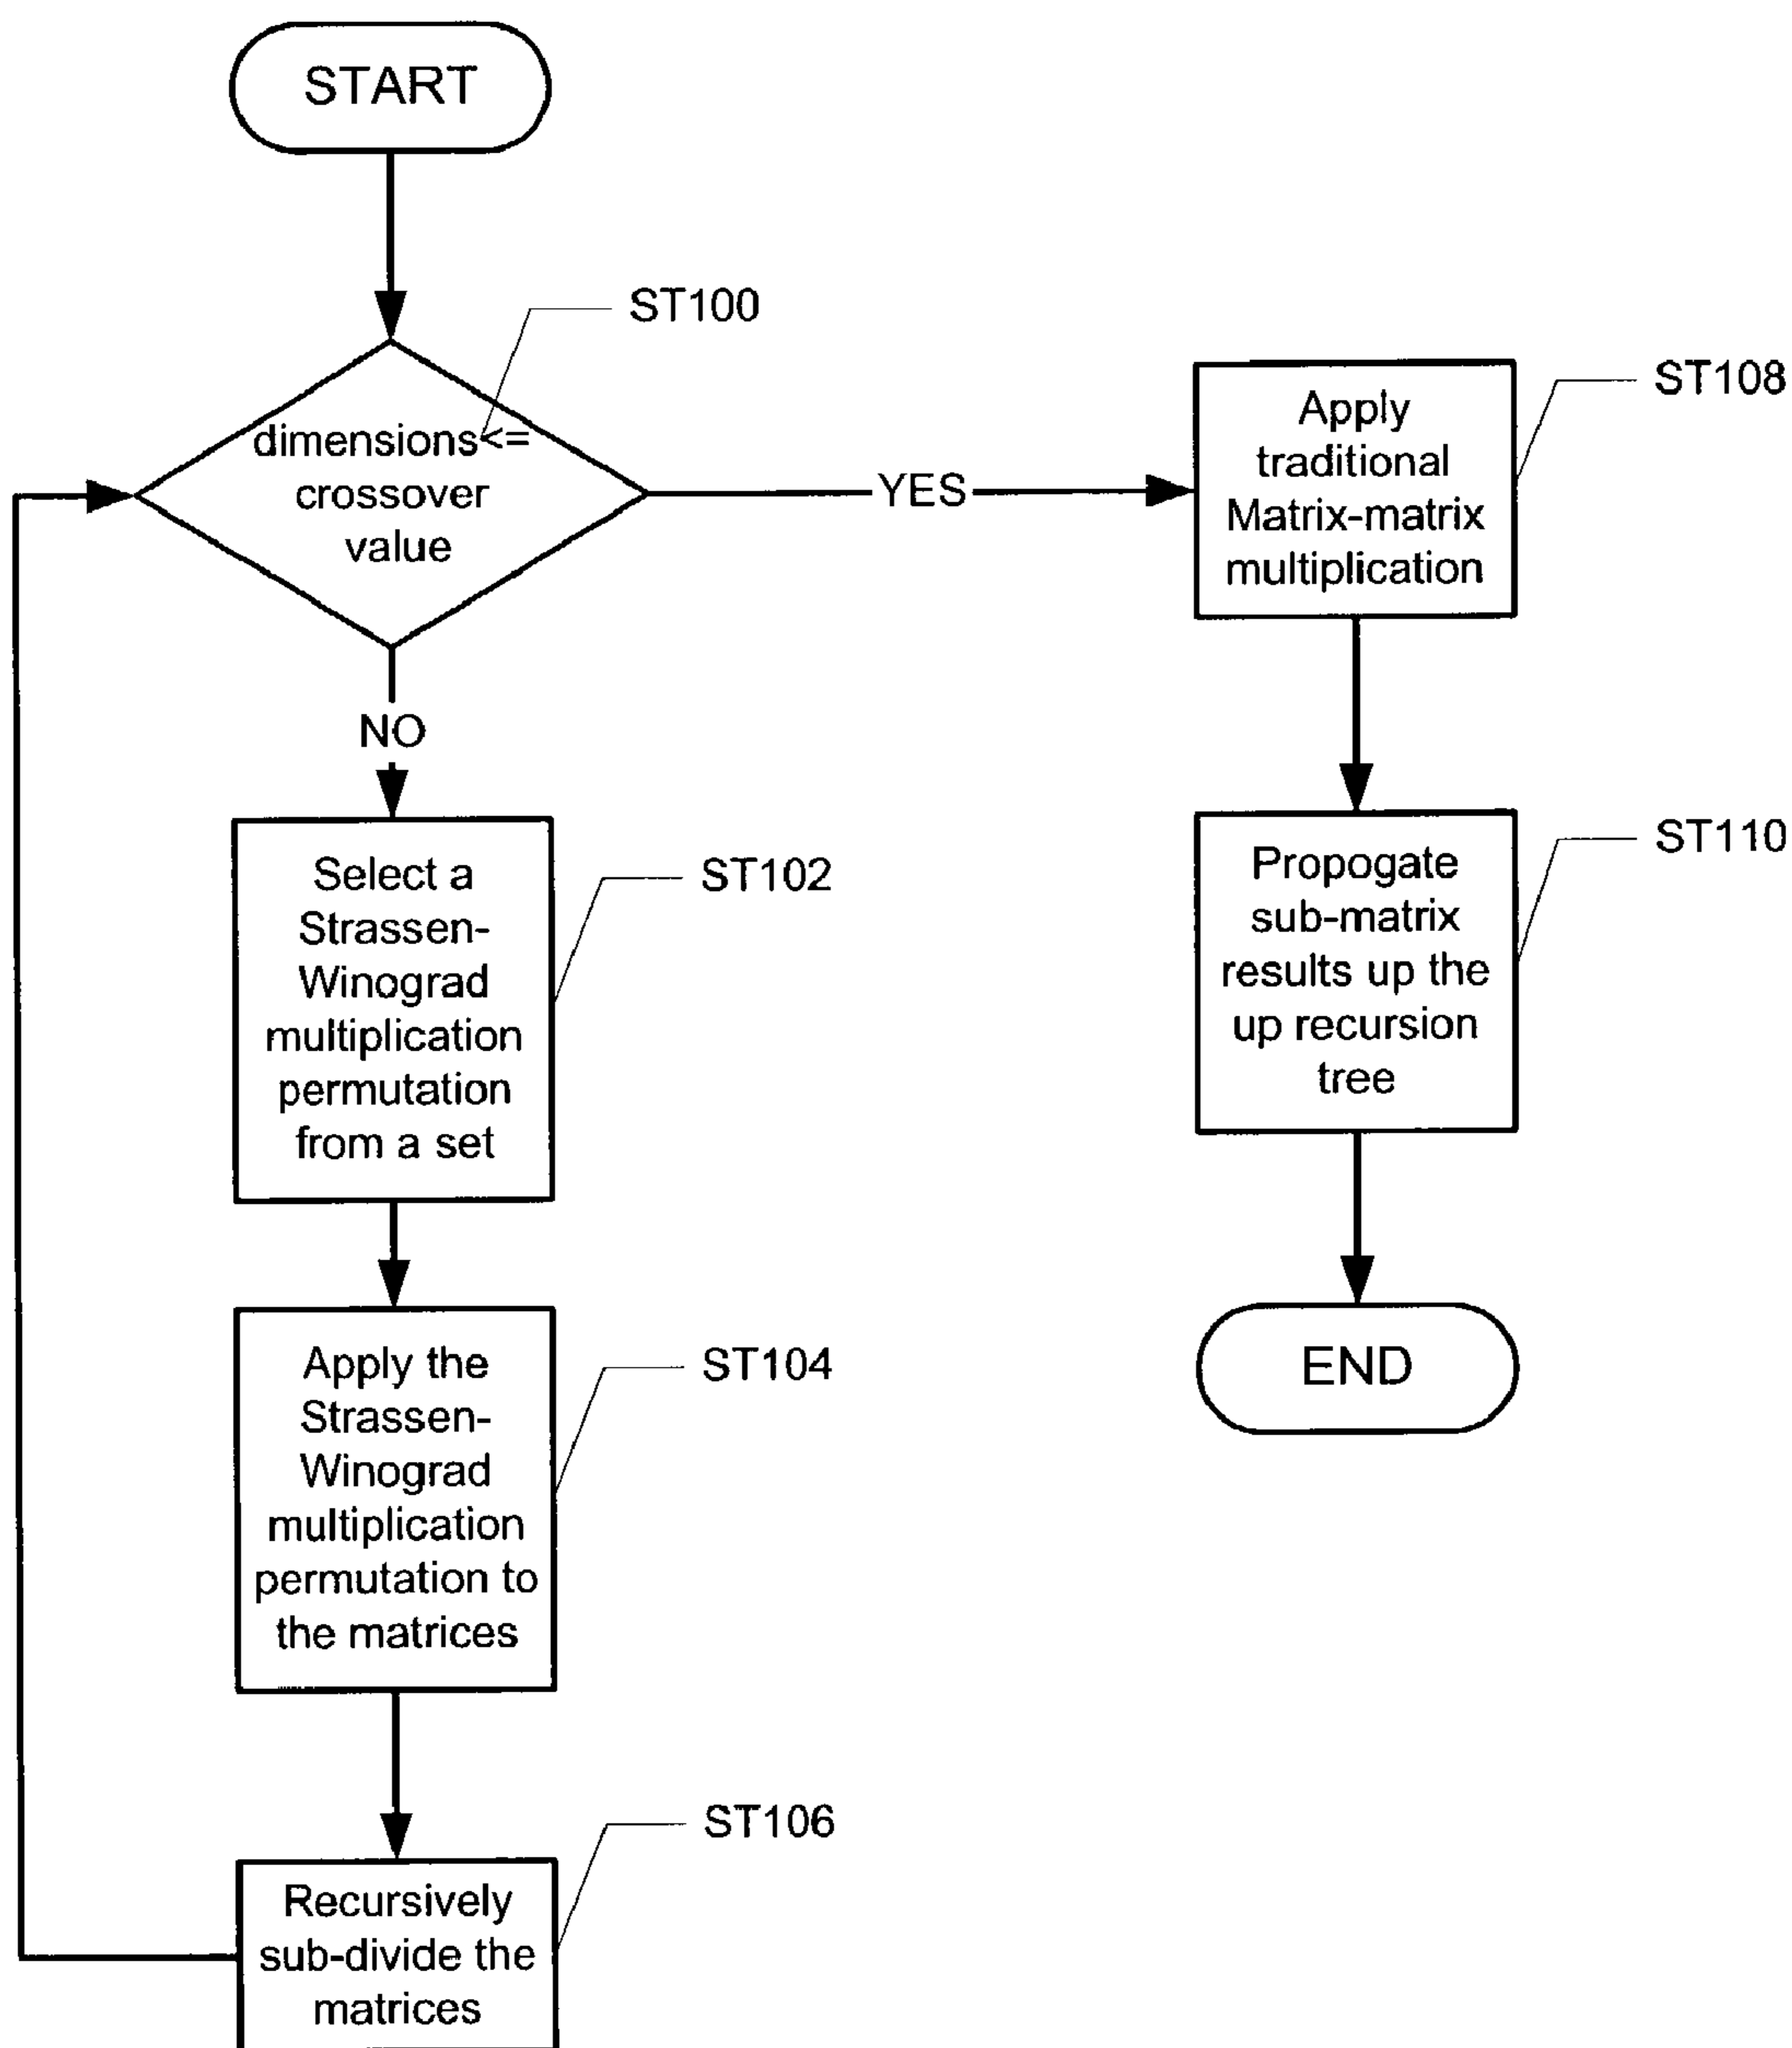 START
ST100
dimensions<=
crossover
value
YES
NO
Select a
Strassen-
Winograd
multiplication
permutation
from a set
ST102
Apply the
Strassen-
Winograd
multiplication
permutation to
the matrices
ST104
Recursively
sub-divide the
matrices
ST106
Apply
traditional
Matrix-matrix
multiplication
ST108
Propogate
sub-matrix
results up the
up recursion
tree
ST110
END